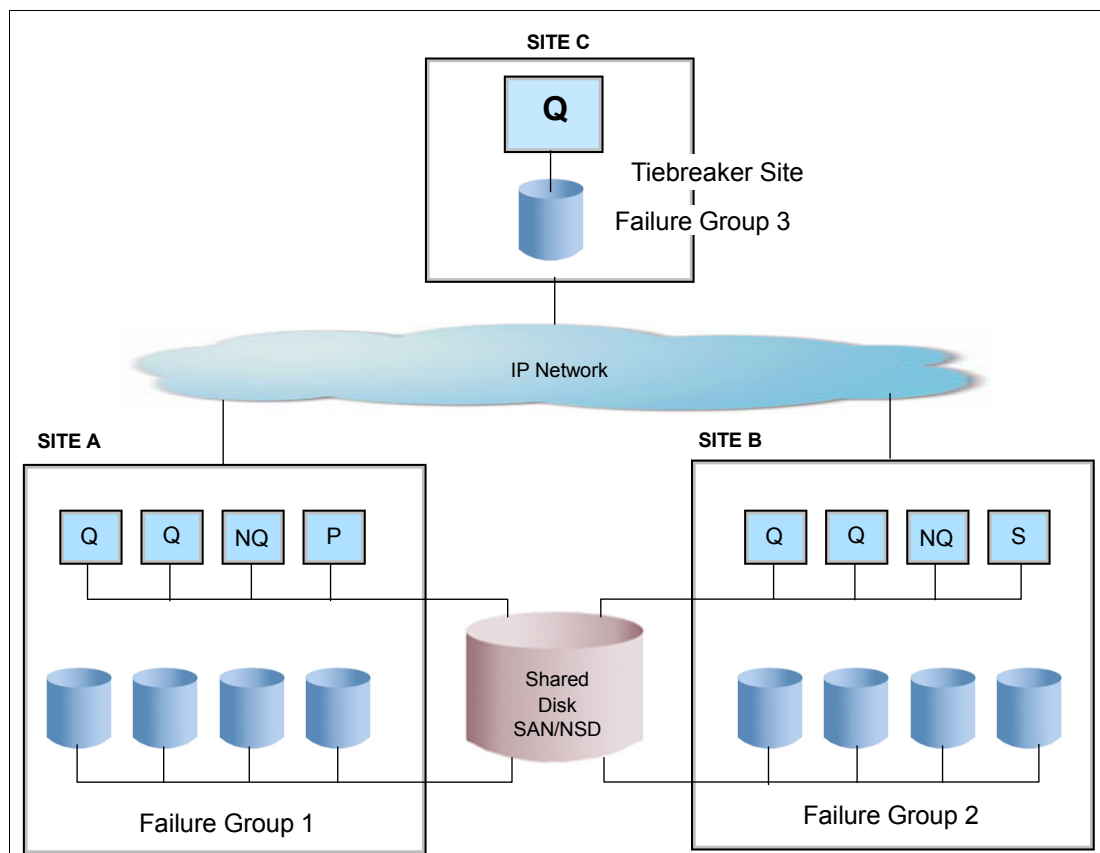 SITE C
Q
Tiebreaker Site
Failure Group 3
IP Network
SITE A
SITE B
Q Q NQ P
Q Q NQ S
Shared
Disk
SAN/NSD
Failure Group 1
Failure Group 2